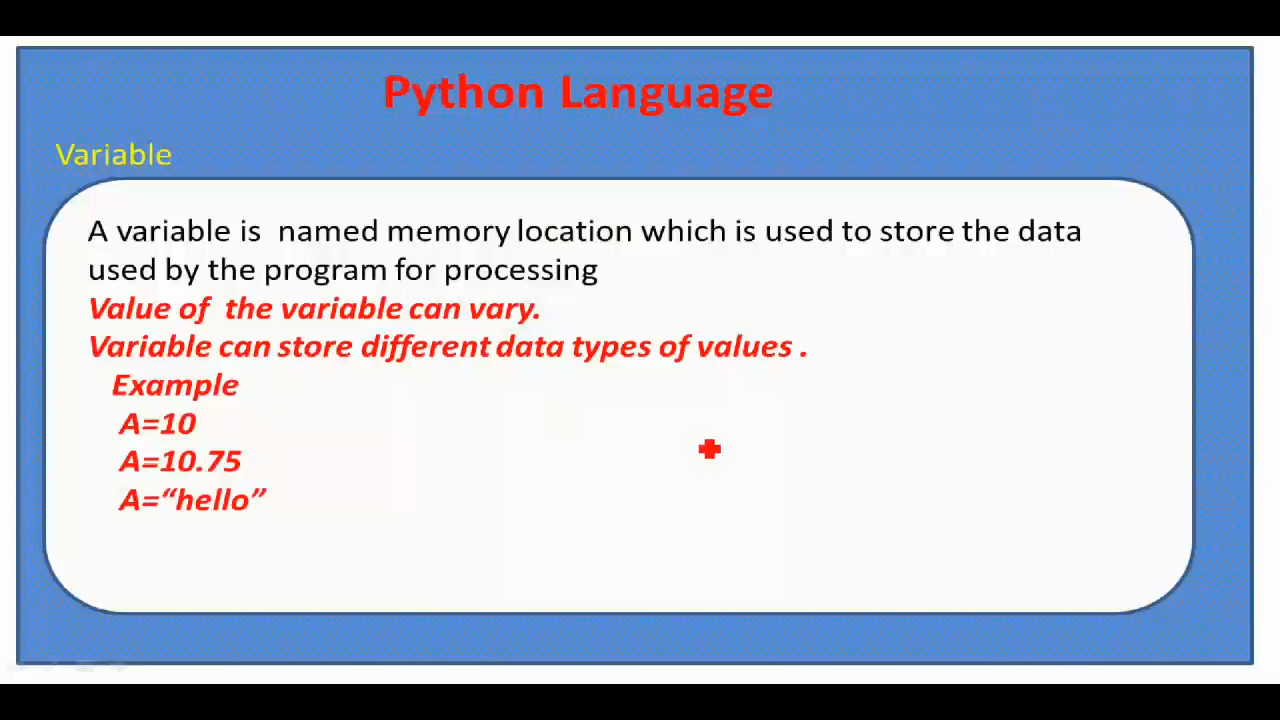 Python Language
Variable
A variable is named memory location which is used to store the data
used by the program for processing
Value of the variable can vary.
Variable can store different data types of values .
Example
A=10
A=10.75
A=“hello”